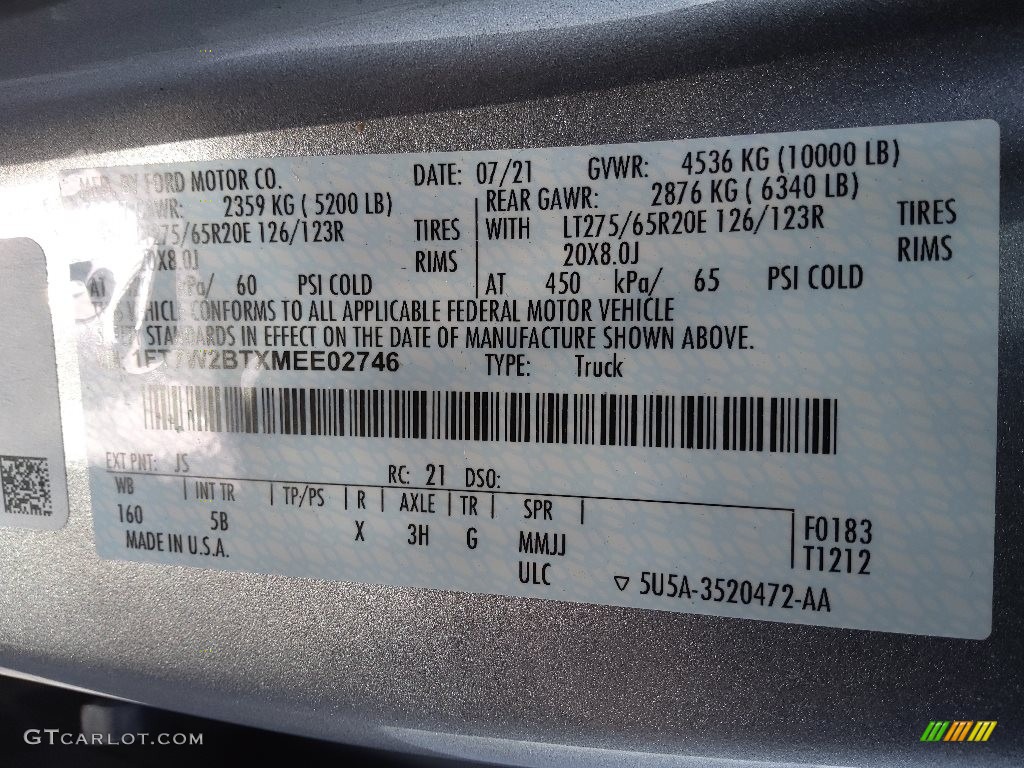 BY FORD MOTOR CO. DATE: 07/21 GVWR: 4536 KG (10000 LB)
2359 KG ( 5200 LB) REAR GAWR: 2876 KG ( 6340 LB)
TIRES WITH LT275/65R20E 126/123R TIRES
RIMS 20X8.0J RIMS
AT 60 PSI COLD AT 450 kPa/ 65 PSI COLD
CONFORMS TO ALL APPLICABLE FEDERAL MOTOR VEHICLE
STANDARDS IN EFFECT ON THE DATE OF MANUFACTURE SHOWN ABOVE.
1FT7W2BTXMEE02746 TYPE: Truck
EXT PNT: JS RC: 21 DSO:
WB INT TR TP/PS R AXLE TR SPR
160 5B X 3H G MMJJ F0183
MADE IN U.S.A. ULC T1212
5U5A-3520472-AA
GTCARLOT.COM